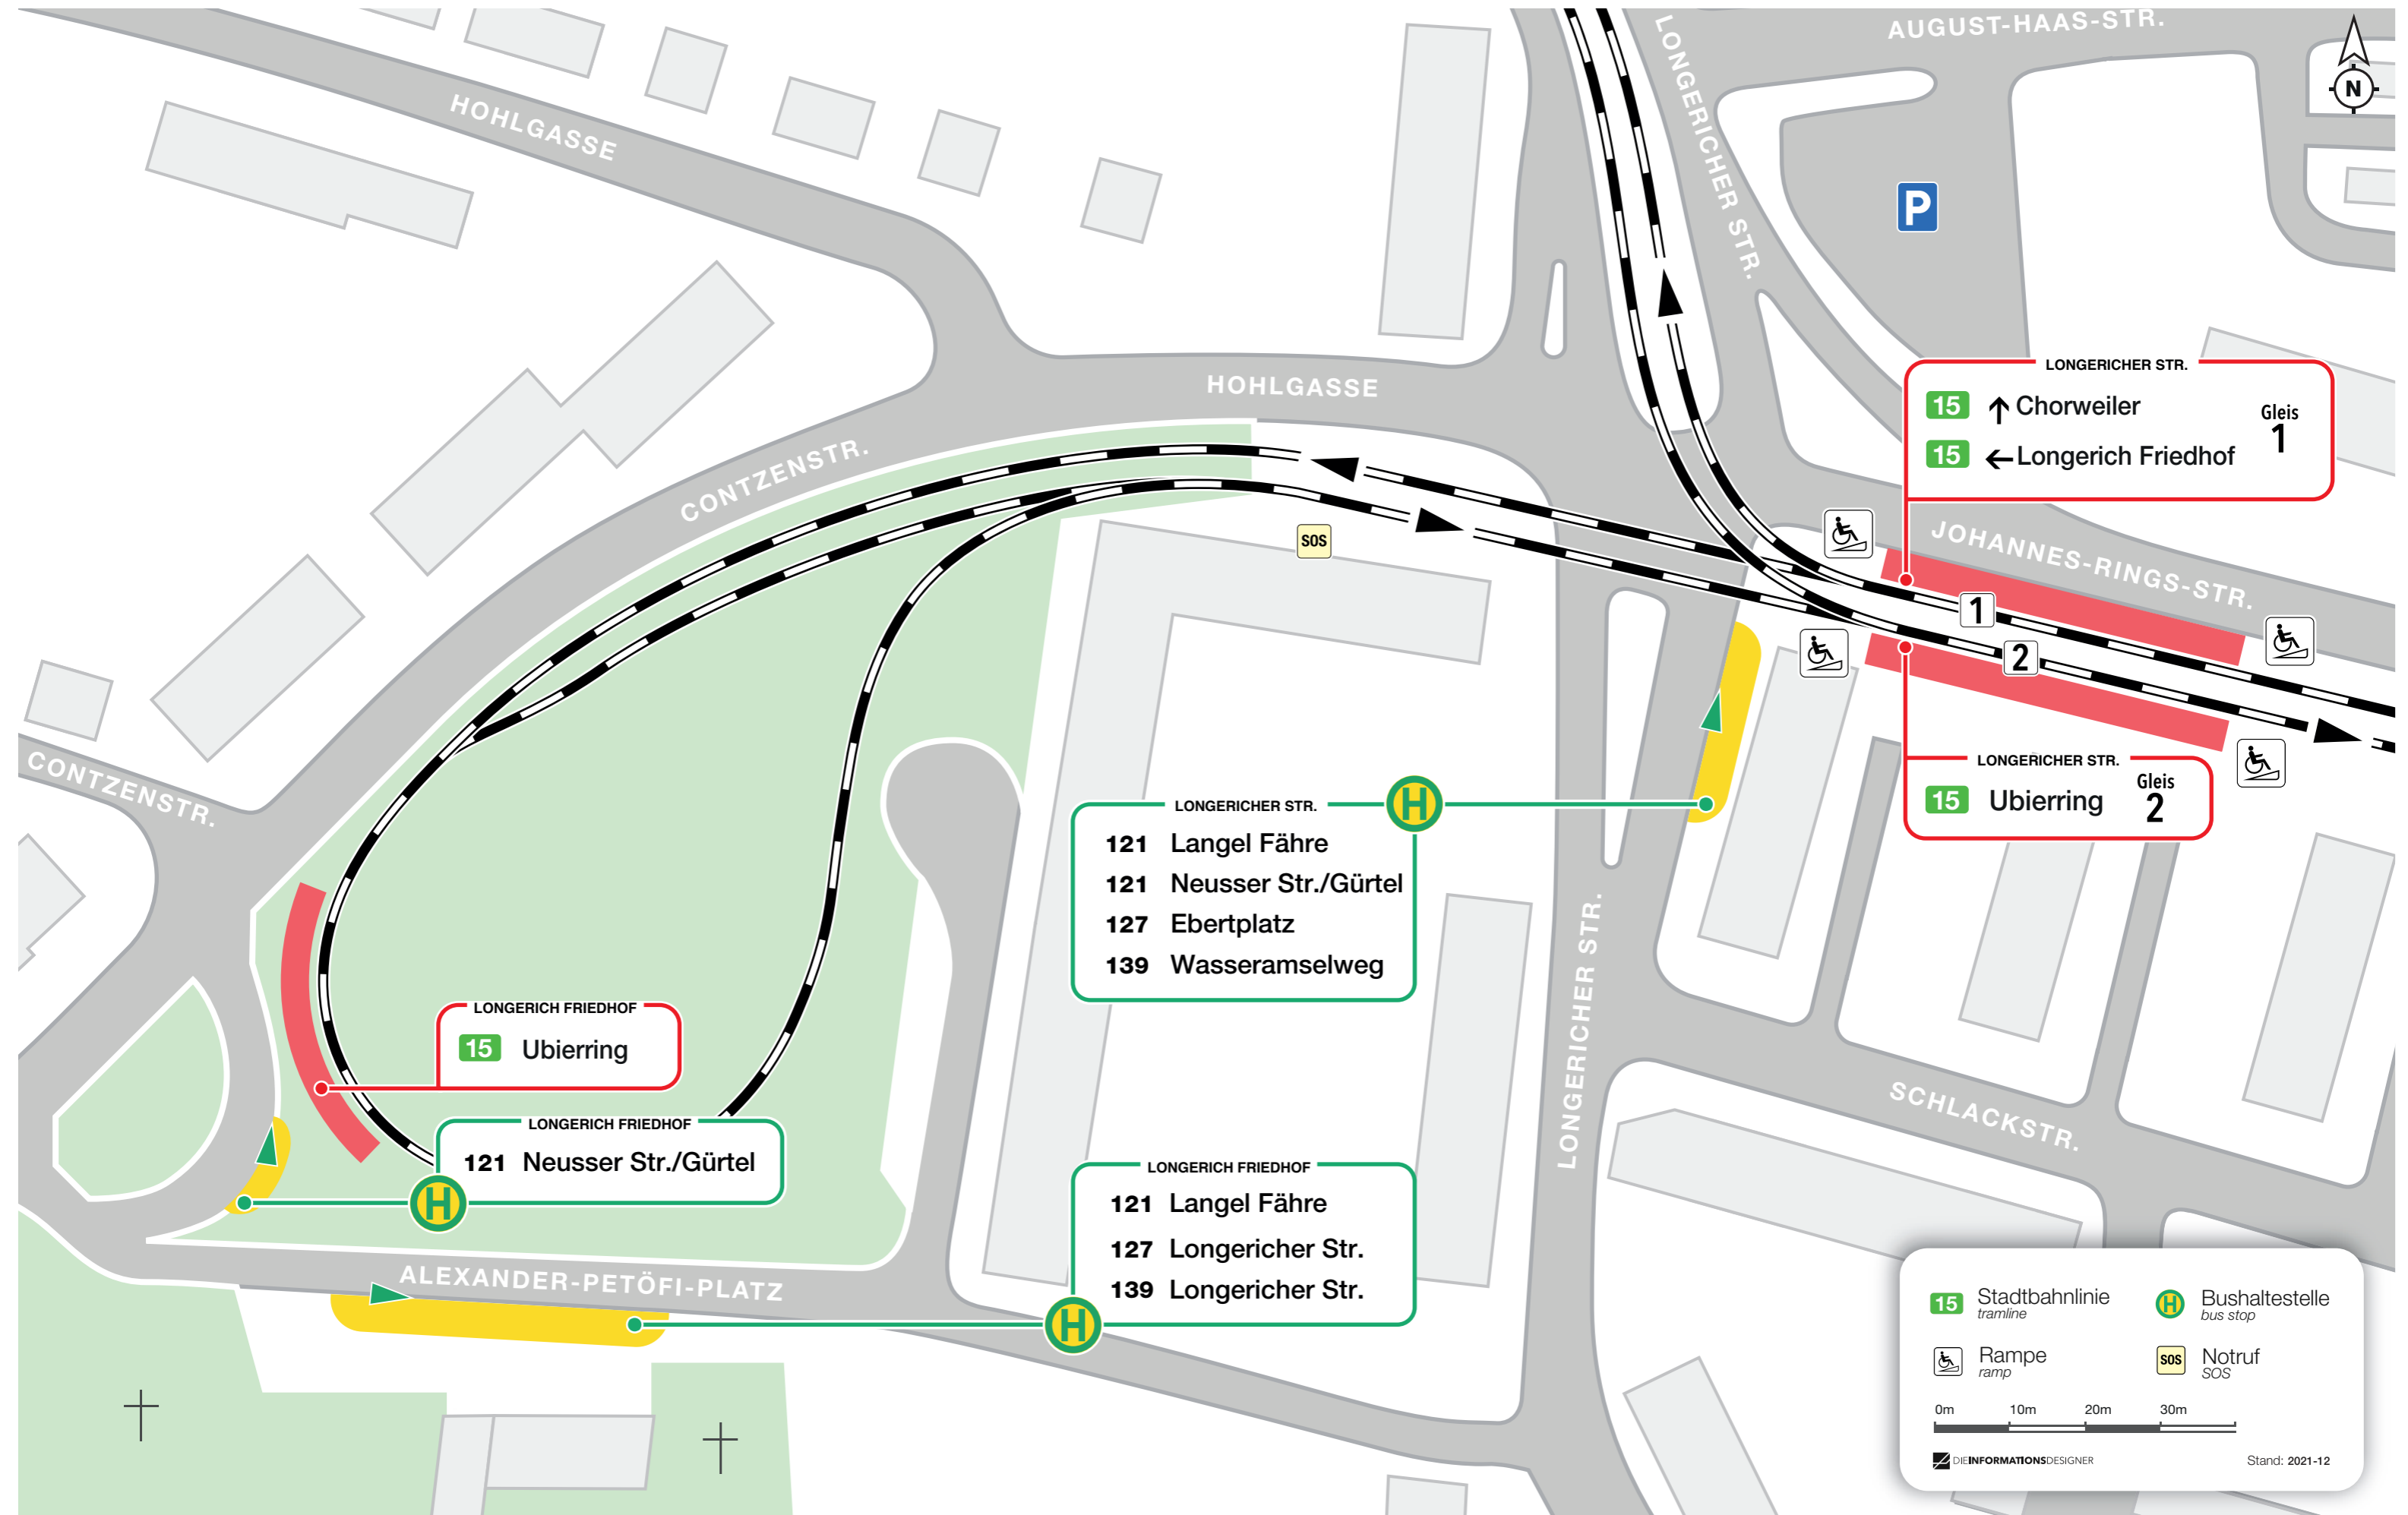 AUGUST-HAAS-STR.
N
LONGERICHER STR.
HOHLGASSE
P
HOHLGASSE
LONGERICHER STR.
15 Chorweiler
15 Longerich Friedhof
Gleis
1
CONTZENSTR.
SOS
JOHANNES-RINGS-STR.
1
2
CONTZENSTR.
LONGERICHER STR.
15 Ubierring
Gleis
2
LONGERICHER STR.
H
121 Langel Fähre
121 Neusser Str./Gürtel
127 Ebertplatz
139 Wasseramselweg
LONGERICHER STR.
LONGERICH FRIEDHOF
15 Ubierring
LONGERICH FRIEDHOF
121 Neusser Str./Gürtel
H
SCHLACKSTR.
LONGERICH FRIEDHOF
121 Langel Fähre
127 Longericher Str.
139 Longericher Str.
H
ALEXANDER-PETÖFI-PLATZ
15 Stadtbahnlinie
tramline
H Bushaltestelle
bus stop
Rampe
ramp
SOS Notruf
SOS
0m 10m 20m 30m
DIEINFORMATIONSDESIGNER
Stand: 2021-12